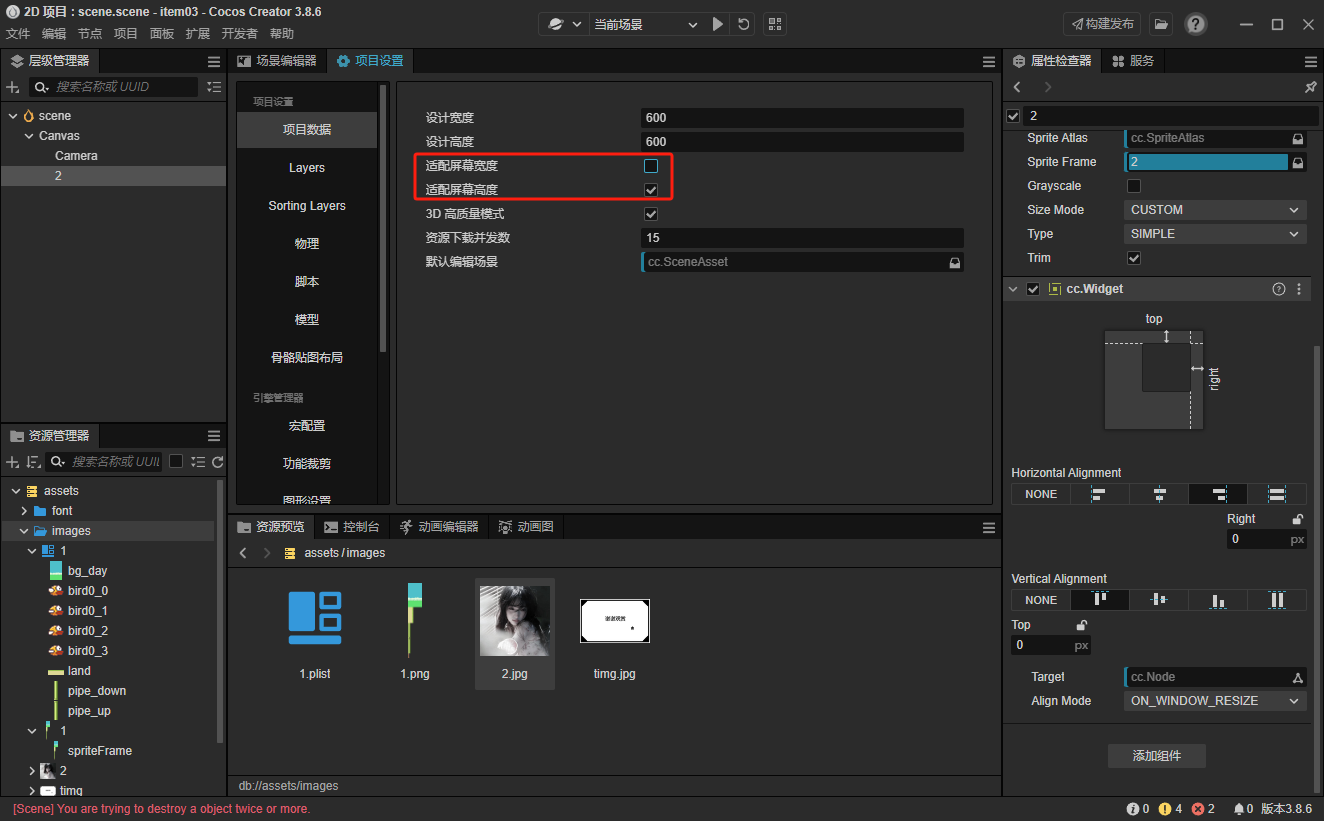 2D 项目 : scene.scene - item03 - Cocos Creator 3.8.6
文件 编辑 节点 项目 面板 扩展 开发者 帮助
当前场景
构建发布
层级管理器
搜索名称或 UUID
scene
Canvas
Camera
2
场景编辑器 项目设置
项目设置
项目数据
Layers
Sorting Layers
物理
脚本
模型
骨骼贴图布局
引擎管理器
宏配置
功能裁剪
图形设置
设计宽度 600
设计高度 600
适配屏幕宽度
适配屏幕高度
3D 高质量模式
资源下载并发数 15
默认编辑场景 cc.SceneAsset
属性检查器 服务
2
Sprite Atlas cc.SpriteAtlas
Sprite Frame 2
Grayscale
Size Mode CUSTOM
Type SIMPLE
Trim
cc.Widget
top
right
Horizontal Alignment
NONE
Right
0 px
Vertical Alignment
NONE
Top
0 px
Target cc.Node
Align Mode ON_WINDOW_RESIZE
添加组件
资源管理器
搜索名称或 UUI
assets
font
images
1
bg_day
bird0_0
bird0_1
bird0_2
bird0_3
land
pipe_down
pipe_up
1
spriteFrame
2
timg
资源预览 控制台 动画编辑器 动画图
assets / images
谢谢观赏
1.plist 1.png 2.jpg timg.jpg
db://assets/images
[Scene] You are trying to destroy a object twice or more.
0 4 2 0 版本3.8.6